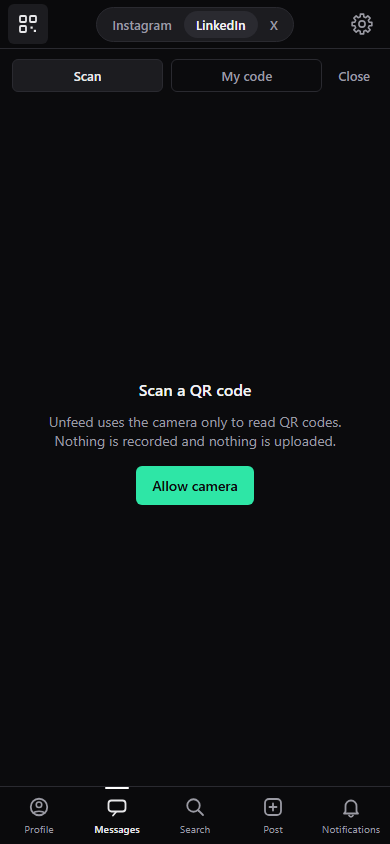 Instagram
LinkedIn
X
Scan
My code
Close
Scan a QR code
Unfeed uses the camera only to read QR codes.
Nothing is recorded and nothing is uploaded.
Allow camera
Profile
Messages
Search
Post
Notifications